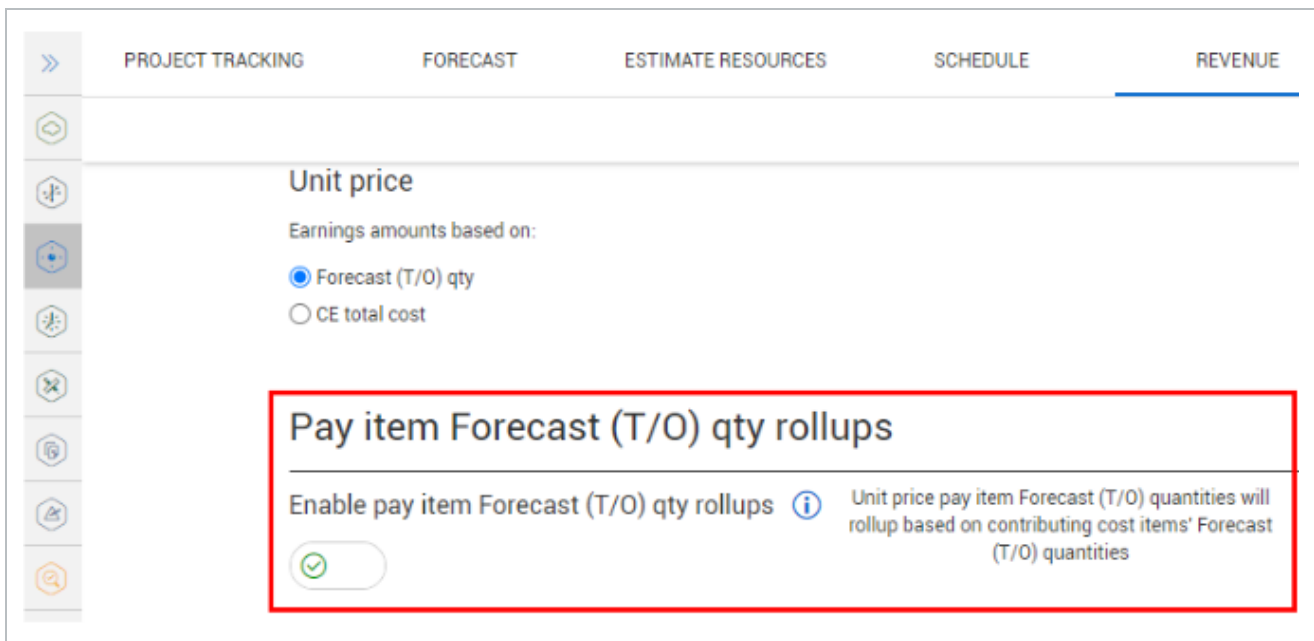 PROJECT TRACKING FORECAST ESTIMATE RESOURCES SCHEDULE REVENUE
Unit price
Earnings amounts based on:
Forecast (T/O) qty
CE total cost
Pay item Forecast (T/O) qty rollups
Enable pay item Forecast (T/O) qty rollups
Unit price pay item Forecast (T/O) quantities will
rollup based on contributing cost items' Forecast
(T/O) quantities